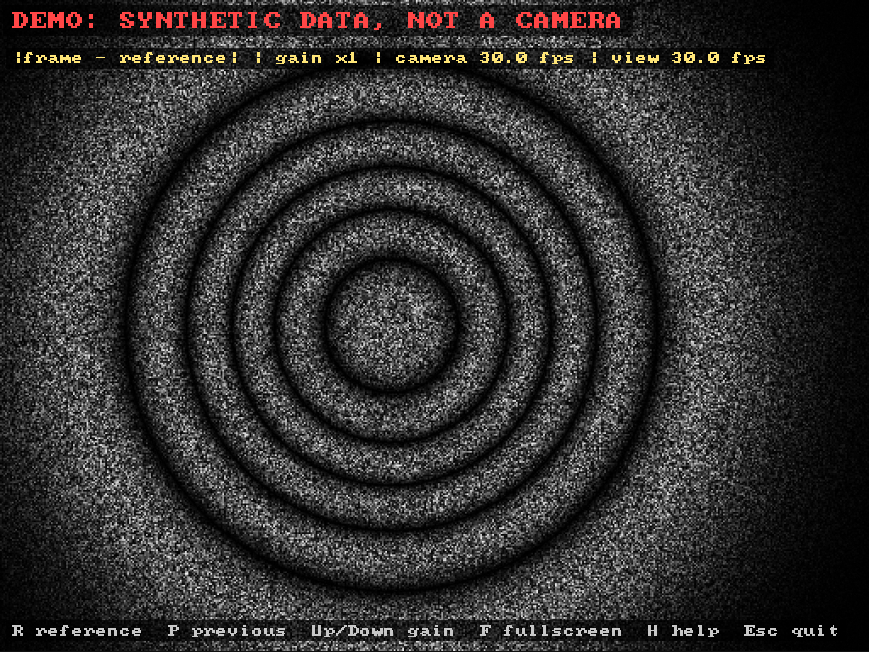 DEMO: SYNTHETIC DATA, NOT A CAMERA
|frame - reference| | gain x1 | camera 30.0 fps | view 30.0 fps
R reference  P previous  Up/Down gain  F fullscreen  H help  Esc quit